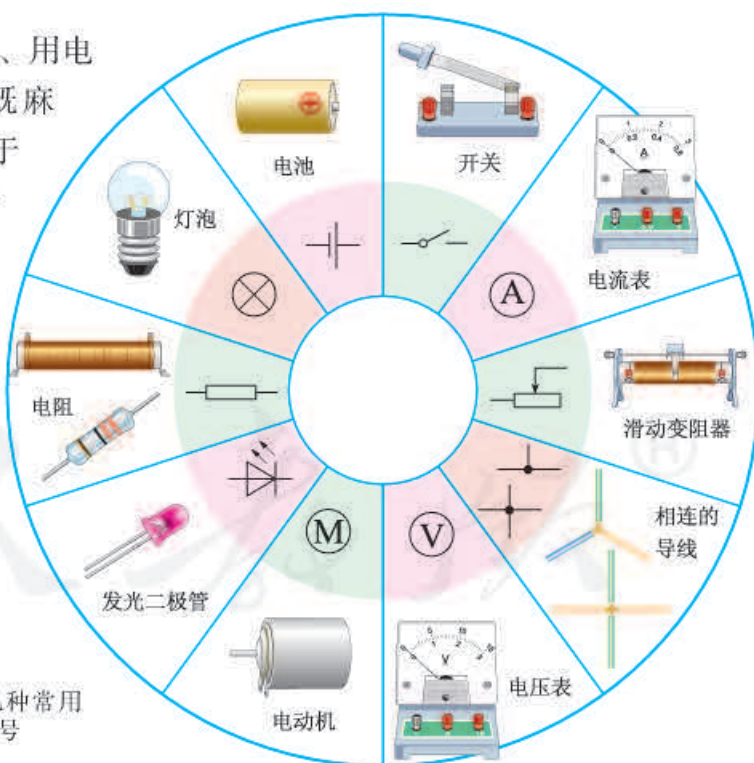 、用电
既麻
于
电池
开关
灯泡
电流表
A
电阻
滑动变阻器
相连的
导线
M
V
发光二极管
电动机
电压表
种常用
号